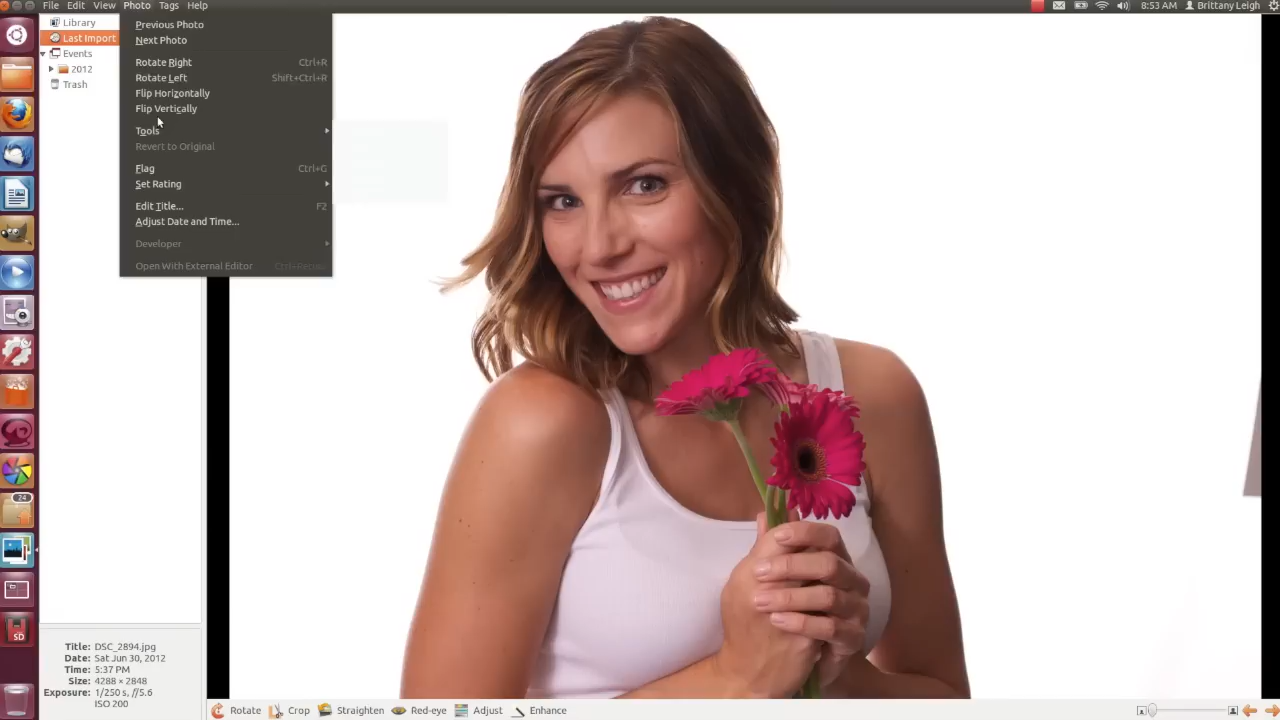 File Edit View Photo Tags Help 8:53 AM Brittany Leigh
Library
Last Import
Events
2012
Trash
Previous Photo
Next Photo
Rotate Right Ctrl+R
Rotate Left Shift+Ctrl+R
Flip Horizontally
Flip Vertically
Tools
Revert to Original
Flag Ctrl+G
Set Rating
Edit Title... F2
Adjust Date and Time...
Developer
Open With External Editor
24
SD
Title: DSC_2894.jpg
Date: Sat Jun 30, 2012
Time: 5:37 PM
Size: 4288 × 2848
Exposure: 1/250 s, f/5.6
ISO 200
Rotate Crop Straighten Red-eye Adjust Enhance